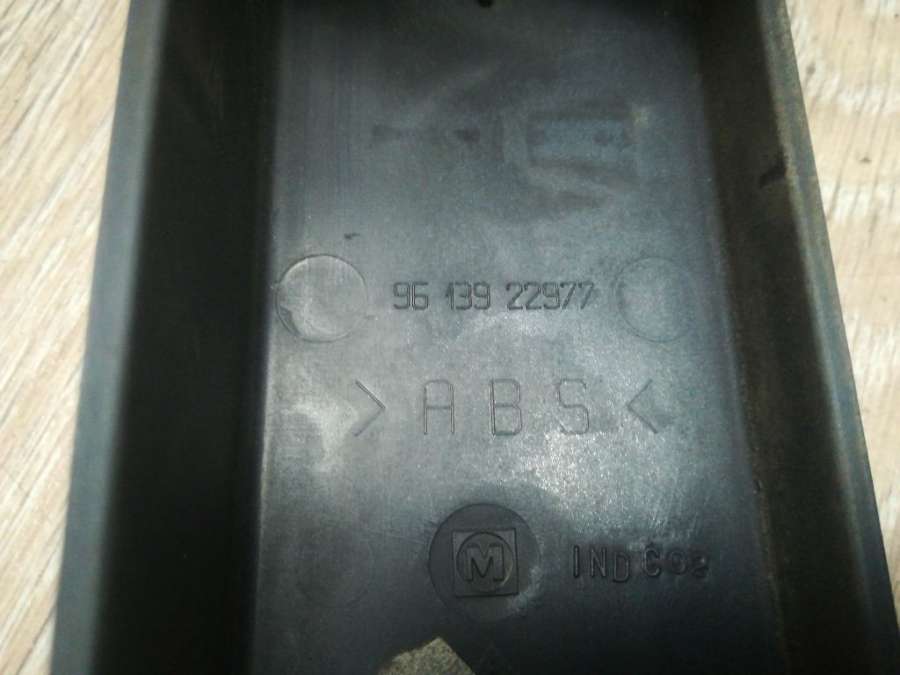 96 139 22977
>ABS<
M
IND